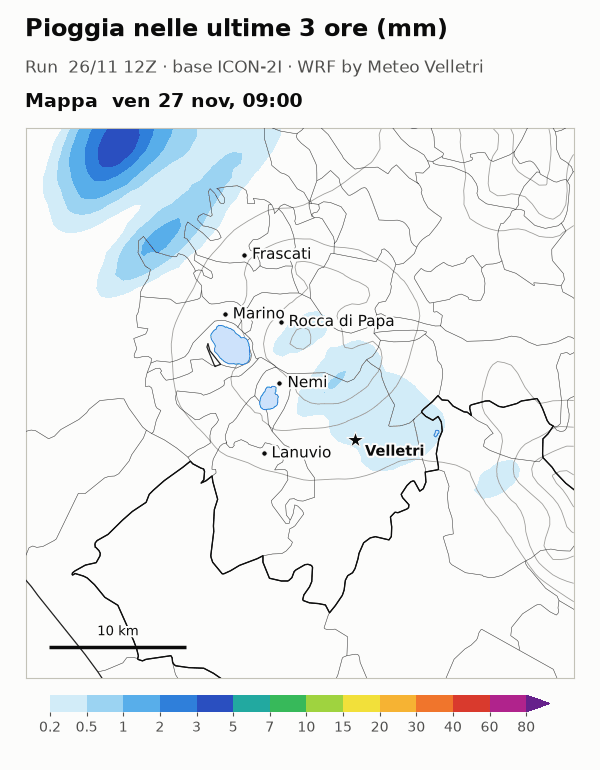 Pioggia nelle ultime 3 ore (mm)
Run  26/11 12Z · base ICON-2I · WRF by Meteo Velletri
Mappa  ven 27 nov, 09:00
Frascati
Marino
Rocca di Papa
Nemi
Velletri
Lanuvio
10 km
0.2 0.5 1 2 3 5 7 10 15 20 30 40 60 80